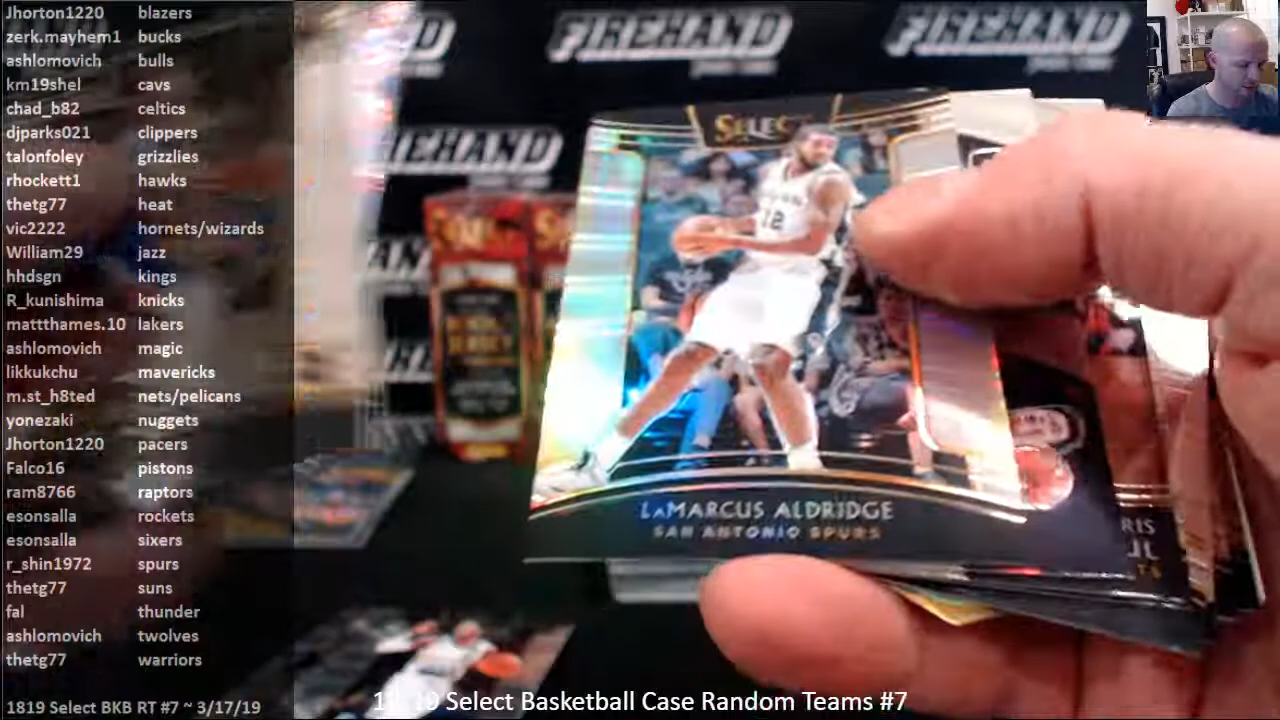 Jhorton1220 blazers
zerk.mayhem1 bucks
ashlomovich bulls
km19shel cavs
chad_b82 celtics
djparks021 clippers
talonfoley grizzlies
rhockett1 hawks
thetg77 heat
vic2222 hornets/wizards
William29 jazz
hhdsgn kings
R_kunishima knicks
mattthames.10 lakers
ashlomovich magic
likkukchu mavericks
m.st_h8ted nets/pelicans
yonezaki nuggets
Jhorton1220 pacers
Falco16 pistons
ram8766 raptors
esonsalla rockets
esonsalla sixers
r_shin1972 spurs
thetg77 suns
fal thunder
ashlomovich twolves
thetg77 warriors
1819 Select BKB RT #7 ~ 3/17/19
FIREHAND
FIREHAND
SELECT
12
LAMARCUS ALDRIDGE
SAN ANTONIO SPURS
Select Basketball Case Random Teams #7